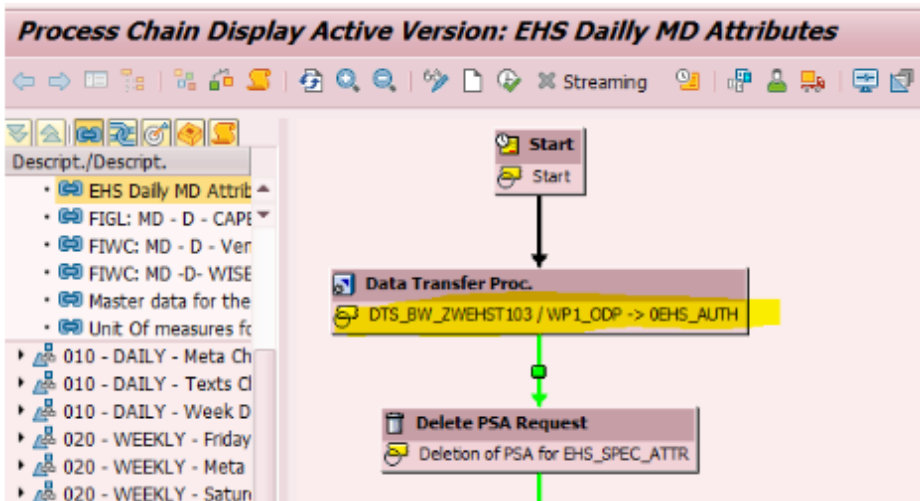 Process Chain Display Active Version: EHS Dailly MD Attributes
Streaming
Descript./Descript.
EHS Dailly MD Attrib
FIGL: MD - D - CAPE
FIWC: MD - D - Ver
FIWC: MD -D- WISE
Master data for the
Unit Of measures fo
010 - DAILY - Meta Ch
010 - DAILY - Texts Cl
010 - DAILY - Week D
020 - WEEKLY - Friday
020 - WEEKLY - Meta
020 - WEEKLY - Satur
Start
Start
Data Transfer Proc.
DTS_BW_ZWEHST103 / WP1_ODP -> 0EHS_AUTH
Delete PSA Request
Deletion of PSA for EHS_SPEC_ATTR